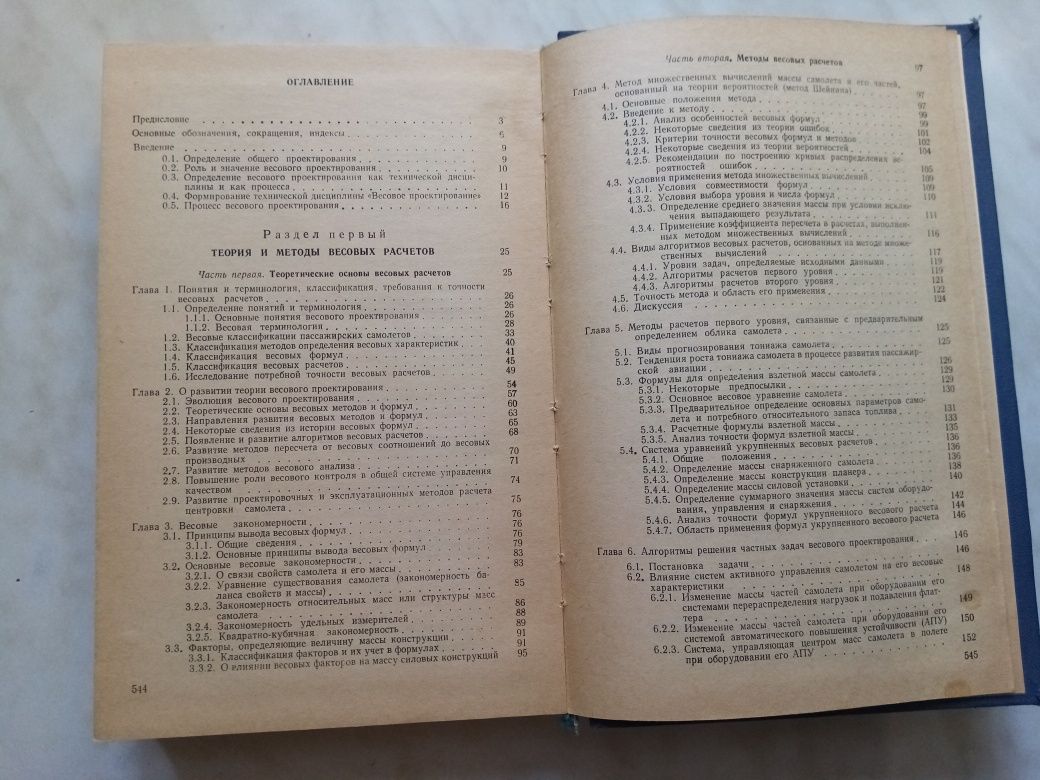 ОГЛАВЛЕНИЕ
Предисловие 3
Основные обозначения, сокращения, индексы 6
Введение 9
0.1. Определение общего проектирования 9
0.2. Роль и значение весового проектирования 10
0.3. Определение весового проектирования как технической дисци-
плины и как процесса 11
0.4. Формирование технической дисциплины «Весовое проектирование» 12
0.5. Процесс весового проектирования 16
Раздел первый
ТЕОРИЯ И МЕТОДЫ ВЕСОВЫХ РАСЧЕТОВ 25
Часть первая. Теоретические основы весовых расчетов 25
Глава 1. Понятия и терминология, классификация, требования к точности
весовых расчетов 26
1.1. Определение понятий и терминология 26
1.1.1. Основные понятия весового проектирования 26
1.1.2. Весовая терминология 28
1.2. Весовые классификации пассажирских самолетов 33
1.3. Классификация методов определения весовых характеристик 40
1.4. Классификация весовых формул 41
1.5. Классификация весовых расчетов 45
1.6. Исследование потребной точности весовых расчетов 49
Глава 2. О развитии теории весового проектирования 54
2.1. Эволюция весового проектирования 57
2.2. Теоретические основы весовых методов и формул 60
2.3. Направления развития весовых методов и формул 63
2.4. Некоторые сведения из истории весовых формул 65
2.5. Появление и развитие алгоритмов весовых расчетов 68
2.6. Развитие методов пересчета от весовых соотношений до весовых
производных 70
2.7. Развитие методов весового анализа 71
2.8. Повышение роли весового контроля в общей системе управления
качеством 74
2.9. Развитие проектировочных и эксплуатационных методов расчета
центровки самолета 75
Глава 3. Весовые закономерности 76
3.1. Принципы вывода весовых формул 76
3.1.1. Общие сведения 76
3.1.2. Основные принципы вывода весовых формул 79
3.2. Основные весовые закономерности 83
3.2.1. О связи свойств самолета и его массы 83
3.2.2. Уравнение существования самолета (закономерность ба-
ланса свойств и массы) 85
3.2.3. Закономерность относительных масс или структуры масс
самолета 86
3.2.4. Закономерность удельных измерителей 88
3.2.5. Квадратно-кубичная закономерность 89
3.3. Факторы, определяющие величину массы конструкции 91
3.3.1. Классификация факторов и их учет в формулах 91
3.3.2. О влиянии весовых факторов на массу силовых конструкций 95
544
Часть вторая. Методы весовых расчетов 97
Глава 4. Метод множественных вычислений массы самолета и его частей,
основанный на теории вероятностей (метод Шейнина) 97
4.1. Основные положения метода 97
4.2. Введение к методу 99
4.2.1. Анализ особенностей весовых формул 99
4.2.2. Некоторые сведения из теории ошибок 99
4.2.3. Критерии точности весовых формул и методов 101
4.2.4. Некоторые сведения из теории вероятностей 102
4.2.5. Рекомендации по построению кривых распределения ве- 104
роятностей ошибок 105
4.3. Условия применения метода множественных вычислений 109
4.3.1. Условия совместимости формул 109
4.3.2. Условия выбора уровня и числа формул 110
4.3.3. Определение среднего значения массы при условии исклю-
чения выпадающего результата 111
4.3.4. Применение коэффициента пересчета в расчетах, выполнен-
ных методом множественных вычислений 116
4.4. Виды алгоритмов весовых расчетов, основанных на методе множе-
ственных вычислений 117
4.4.1. Уровни задач, определяемые исходными данными 119
4.4.2. Алгоритмы расчетов первого уровня 119
4.4.3. Алгоритмы расчетов второго уровня 121
4.5. Точность метода и область его применения 122
4.6. Дискуссия 124
Глава 5. Методы расчетов первого уровня, связанные с предварительным
определением облика самолета 125
5.1. Виды прогнозирования тоннажа самолета 125
5.2. Тенденция роста тоннажа самолета в процессе развития пассажир-
ской авиации 126
5.3. Формулы для определения взлетной массы самолета 129
5.3.1. Некоторые предпосылки 129
5.3.2. Основное весовое уравнение самолета 130
5.3.3. Предварительное определение основных параметров само-
лета и потребного относительного запаса топлива 131
5.3.4. Расчетные формулы взлетной массы 133
5.3.5. Анализ точности формул взлетной массы 135
5.4. Система уравнений укрупненных весовых расчетов 136
5.4.1. Общие положения 136
5.4.2. Определение массы снаряженного самолета 136
5.4.3. Определение массы конструкции планера 138
5.4.4. Определение массы силовой установки 140
5.4.5. Определение суммарного значения массы систем оборудо-
вания, управления и снаряжения 142
5.4.6. Анализ точности формул укрупненного весового расчета 144
5.4.7. Область применения формул укрупненного весового расчета 146
Глава 6. Алгоритмы решения частных задач весового проектирования 146
6.1. Постановка задачи 146
6.2. Влияние систем активного управления самолетом на его весовые
характеристики 148
6.2.1. Изменение массы частей самолета при оборудовании его
системами перераспределения нагрузок и подавления флат-
тера 149
6.2.2. Изменение массы частей самолета при оборудовании его
системой автоматического повышения устойчивости (АПУ) 150
6.2.3. Система, управляющая центром масс самолета в полете
при оборудовании его АПУ 152
545